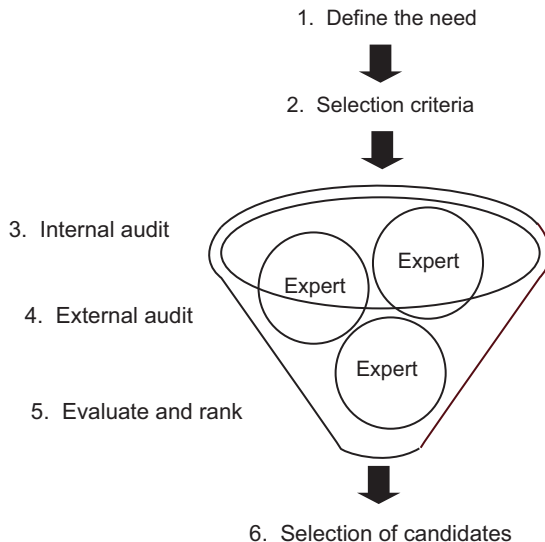 1. Define the need
2. Selection criteria
3. Internal audit
Expert
Expert
4. External audit
Expert
5. Evaluate and rank
6. Selection of candidates